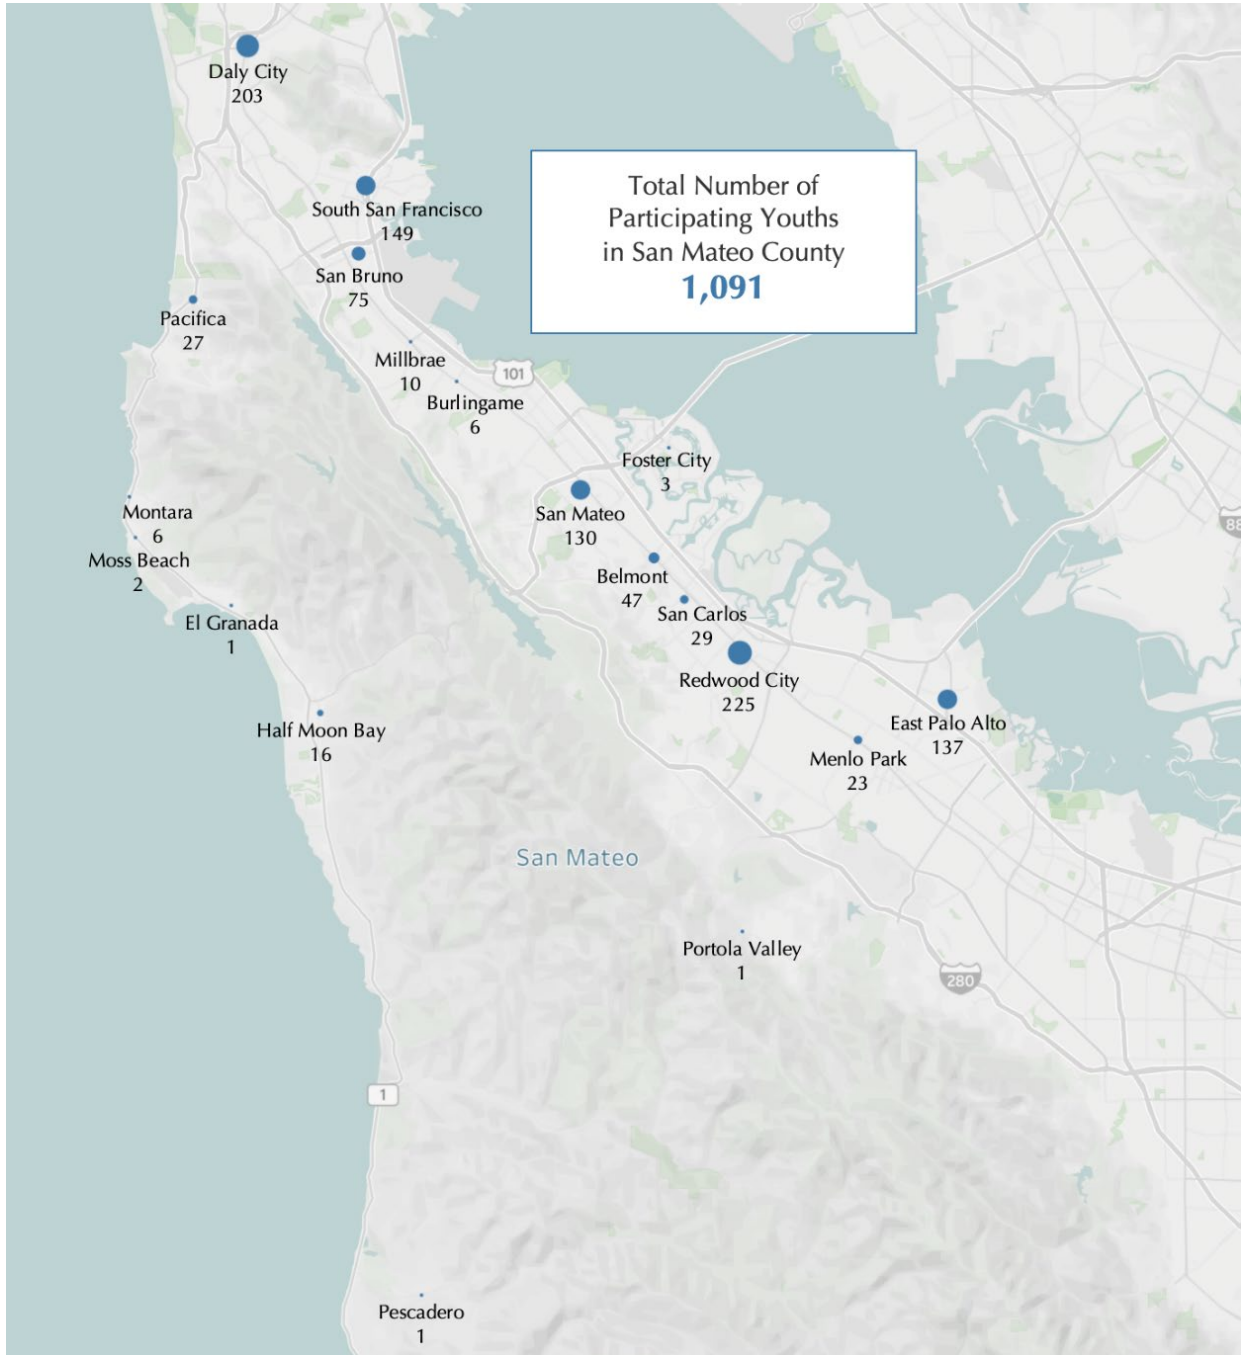 Daly City
203
South San Francisco
149
San Bruno
75
Total Number of
Participating Youths
in San Mateo County
1,091
Pacifica
27
Millbrae
10
101
Burlingame
6
Foster City
3
San Mateo
130
Montara
6
Moss Beach
2
Belmont
47
San Carlos
29
El Granada
1
Redwood City
225
East Palo Alto
137
Half Moon Bay
16
Menlo Park
23
San Mateo
Portola Valley
1
280
1
Pescadero
1